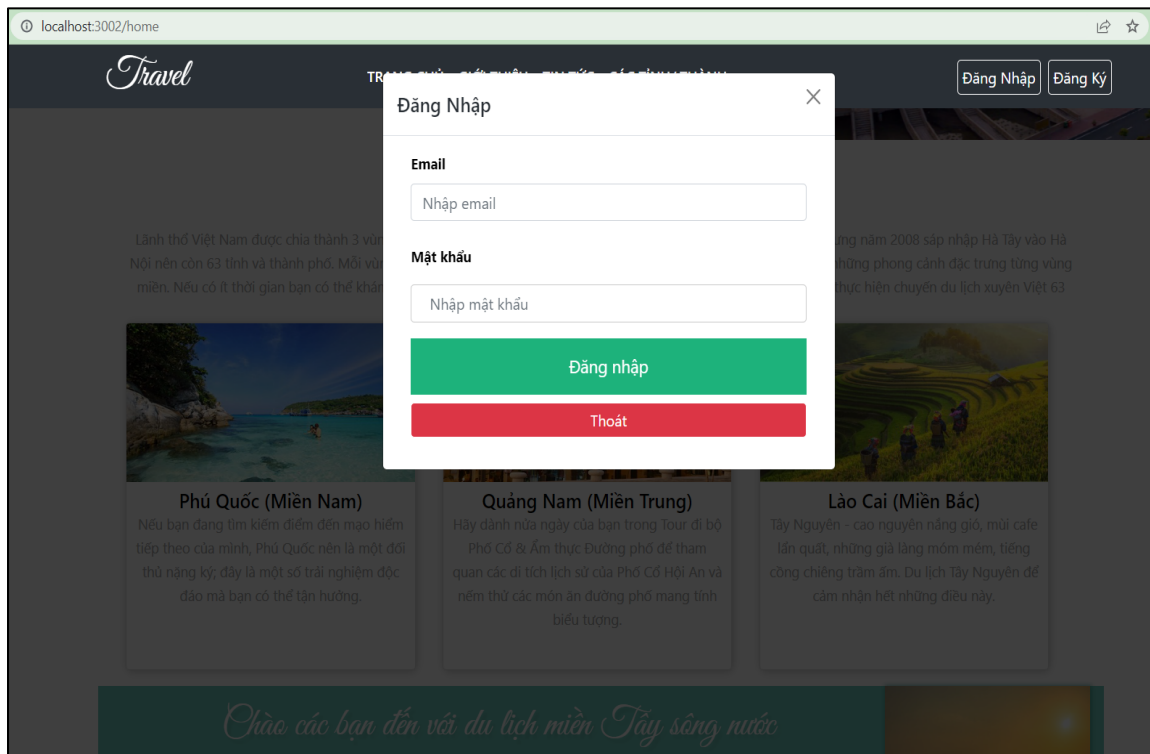 localhost:3002/home
Travel
Đăng Nhập
Đăng Ký
Đăng Nhập
Email
Nhập email
Mật khẩu
Nhập mật khẩu
Đăng nhập
Thoát
Lãnh thổ Việt Nam được chia thành 3
năm 2008 sáp nhập Hà Tây vào Hà
Nội nên còn 63 tỉnh và thành phố. Mỗi
những phong cảnh đặc trưng từng vùng
miền. Nếu có ít thời gian bạn có thể
thực hiện chuyến du lịch xuyên Việt 63
Phú Quốc (Miền Nam)
Nếu bạn đang tìm kiếm điểm đến mạo hiểm
tiếp theo của mình, Phú Quốc nên là một đối
thủ nặng ký; đây là một số trải nghiệm độc
đáo mà bạn có thể tận hưởng.
Quảng Nam (Miền Trung)
Hãy dành nửa ngày của bạn trong Tour đi bộ
Phố Cổ & Ẩm thực Đường phố để tham
quan các di tích lịch sử của Phố Cổ Hội An và
nếm thử các món ăn đường phố mang tính
biểu tượng.
Lào Cai (Miền Bắc)
Tây Nguyên - cao nguyên nắng gió, mùi cafe
lẩn quất, những già làng móm mém, tiếng
cồng chiêng trầm ấm. Du lịch Tây Nguyên để
cảm nhận hết những điều này.
Chào các bạn đến với du lịch miền Tây sông nước